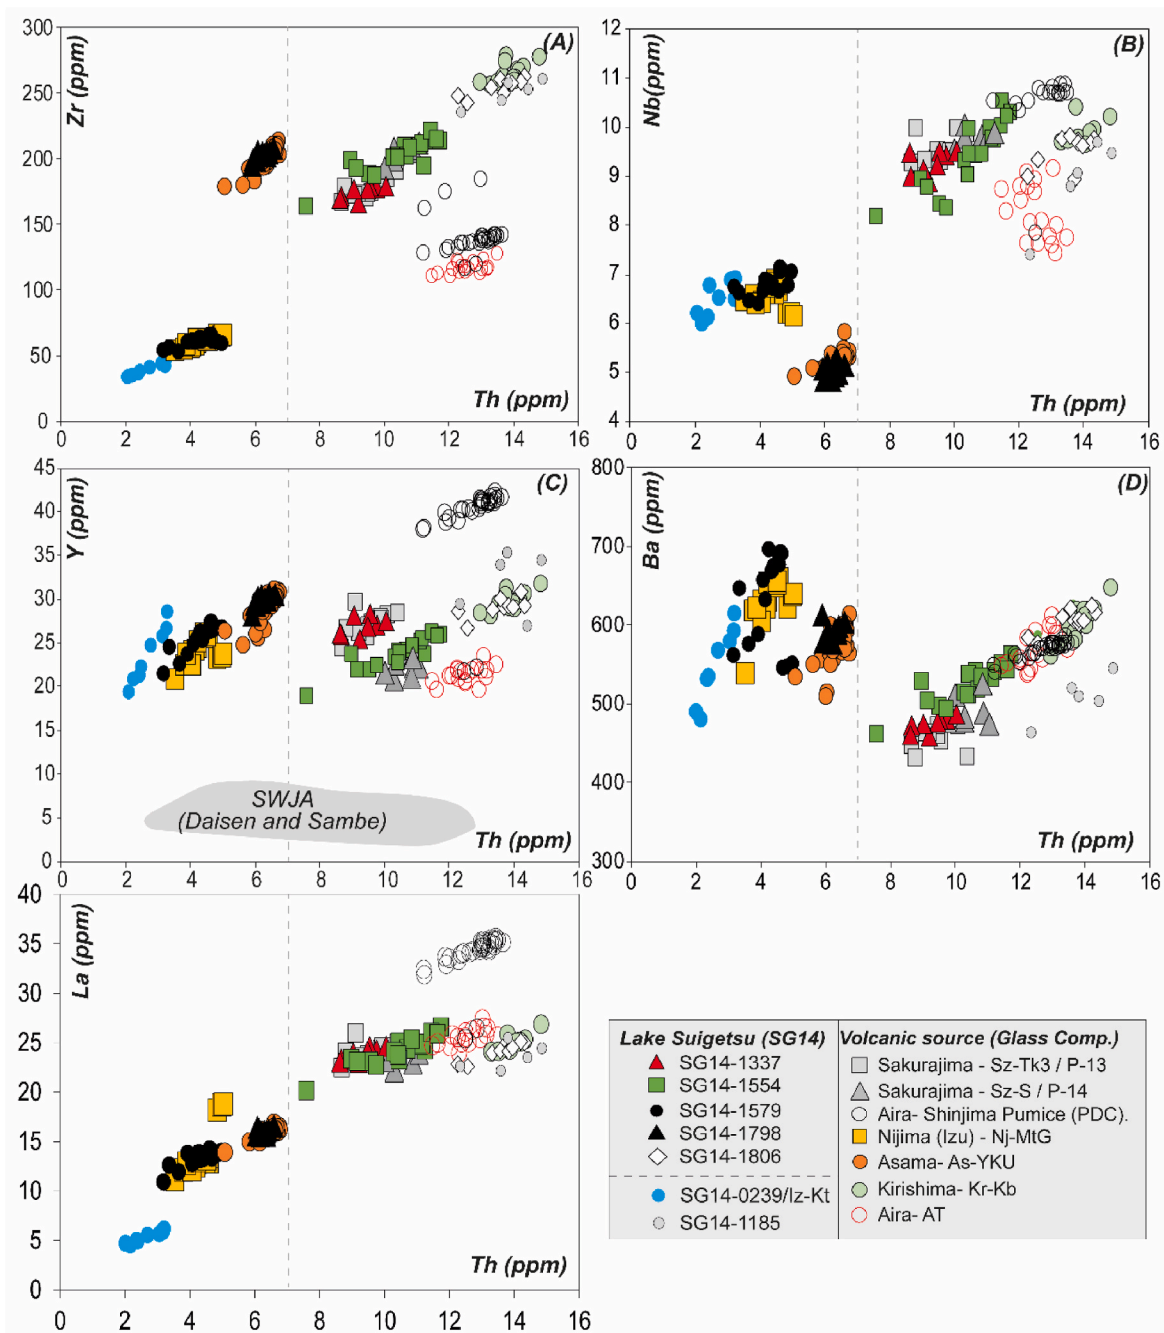 300
250
200
150
100
50
0
Zr (ppm)
(A)
Th (ppm)
0 2 4 6 8 10 12 14 16
12
11
10
9
8
7
6
5
4
Nb(ppm)
(B)
Th (ppm)
0 2 4 6 8 10 12 14 16
45
40
35
30
25
20
15
10
5
0
Y (ppm)
(C)
SWJA
(Daisen and Sambe)
Th (ppm)
0 2 4 6 8 10 12 14 16
800
700
600
500
400
300
Ba (ppm)
(D)
Th (ppm)
0 2 4 6 8 10 12 14 16
40
35
30
25
20
15
10
5
0
La (ppm)
Th (ppm)
0 2 4 6 8 10 12 14 16
Lake Suigetsu (SG14)
SG14-1337
SG14-1554
SG14-1579
SG14-1798
SG14-1806
SG14-0239/Iz-Kt
SG14-1185
Volcanic source (Glass Comp.)
Sakurajima - Sz-Tk3 / P-13
Sakurajima - Sz-S / P-14
Aira- Shinjima Pumice (PDC).
Nijima (Izu) - Nj-MtG
Asama- As-YKU
Kirishima- Kr-Kb
Aira- AT